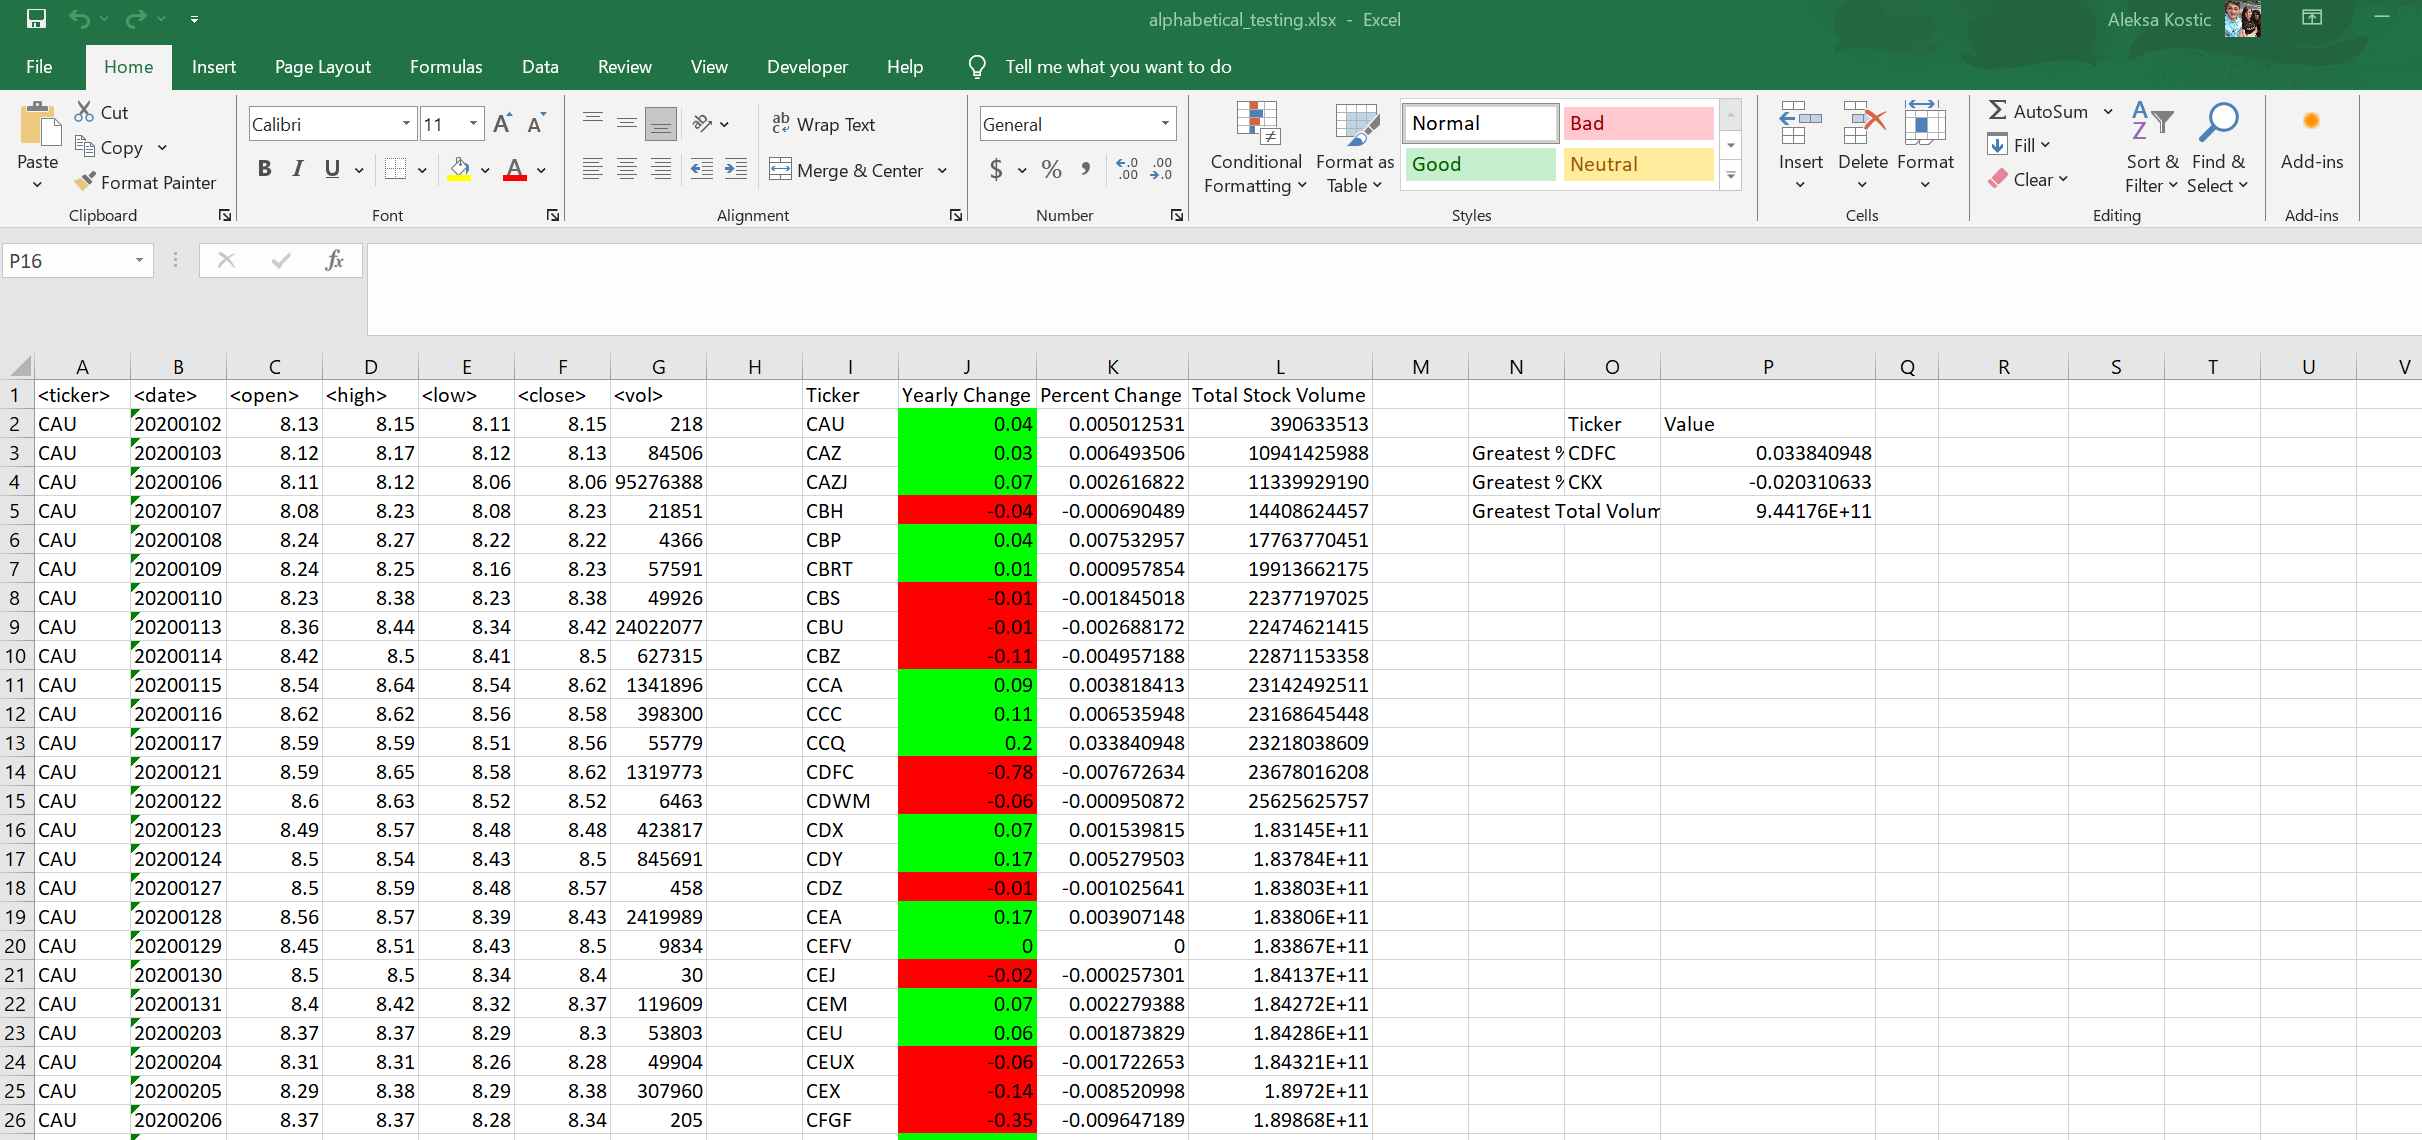 alphabetical_testing.xlsx - Excel
Aleksa Kostic
File Home Insert Page Layout Formulas Data Review View Developer Help Tell me what you want to do
Paste
Cut
Copy
Format Painter
Clipboard
Calibri 11
B I U
Font
Wrap Text
Merge & Center
Alignment
General
$ % ,
Number
Conditional Formatting
Format as Table
Normal Bad
Good Neutral
Styles
Insert Delete Format
Cells
AutoSum
Fill
Clear
Sort & Filter
Find & Select
Editing
Add-ins
Add-ins
P16 fx
A B C D E F G H I J K L M N O P Q R S T U V
1 <ticker> <date> <open> <high> <low> <close> <vol> Ticker Yearly Change Percent Change Total Stock Volume
2 CAU 20200102 8.13 8.15 8.11 8.15 218 CAU 0.04 0.005012531 390633513 Ticker Value
3 CAU 20200103 8.12 8.17 8.12 8.13 84506 CAZ 0.03 0.006493506 10941425988 Greatest % CDFC 0.033840948
4 CAU 20200106 8.11 8.12 8.06 8.06 95276388 CAZJ 0.07 0.002616822 11339929190 Greatest % CKX -0.020310633
5 CAU 20200107 8.08 8.23 8.08 8.23 21851 CBH -0.04 -0.000690489 14408624457 Greatest Total Volum 9.44176E+11
6 CAU 20200108 8.24 8.27 8.22 8.22 4366 CBP 0.04 0.007532957 17763770451
7 CAU 20200109 8.24 8.25 8.16 8.23 57591 CBRT 0.01 0.000957854 19913662175
8 CAU 20200110 8.23 8.38 8.23 8.38 49926 CBS -0.01 -0.001845018 22377197025
9 CAU 20200113 8.36 8.44 8.34 8.42 24022077 CBU -0.01 -0.002688172 22474621415
10 CAU 20200114 8.42 8.5 8.41 8.5 627315 CBZ -0.11 -0.004957188 22871153358
11 CAU 20200115 8.54 8.64 8.54 8.62 1341896 CCA 0.09 0.003818413 23142492511
12 CAU 20200116 8.62 8.62 8.56 8.58 398300 CCC 0.11 0.006535948 23168645448
13 CAU 20200117 8.59 8.59 8.51 8.56 55779 CCQ 0.2 0.033840948 23218038609
14 CAU 20200121 8.59 8.65 8.58 8.62 1319773 CDFC -0.78 -0.007672634 23678016208
15 CAU 20200122 8.6 8.63 8.52 8.52 6463 CDWM -0.06 -0.000950872 25625625757
16 CAU 20200123 8.49 8.57 8.48 8.48 423817 CDX 0.07 0.001539815 1.83145E+11
17 CAU 20200124 8.5 8.54 8.43 8.5 845691 CDY 0.17 0.005279503 1.83784E+11
18 CAU 20200127 8.5 8.59 8.48 8.57 458 CDZ -0.01 -0.001025641 1.83803E+11
19 CAU 20200128 8.56 8.57 8.39 8.43 2419989 CEA 0.17 0.003907148 1.83806E+11
20 CAU 20200129 8.45 8.51 8.43 8.5 9834 CEFV 0 0 1.83867E+11
21 CAU 20200130 8.5 8.5 8.34 8.4 30 CEJ -0.02 -0.000257301 1.84137E+11
22 CAU 20200131 8.4 8.42 8.32 8.37 119609 CEM 0.07 0.002279388 1.84272E+11
23 CAU 20200203 8.37 8.37 8.29 8.3 53803 CEU 0.06 0.001873829 1.84286E+11
24 CAU 20200204 8.31 8.31 8.26 8.28 49904 CEUX -0.06 -0.001722653 1.84321E+11
25 CAU 20200205 8.29 8.38 8.29 8.38 307960 CEX -0.14 -0.008520998 1.8972E+11
26 CAU 20200206 8.37 8.37 8.28 8.34 205 CFGF -0.35 -0.009647189 1.89868E+11